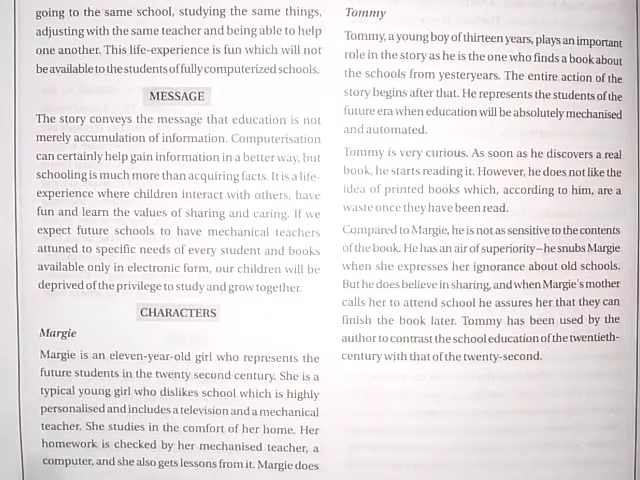 going to the same school, studying the same things,
adjusting with the same teacher and being able to help
one another. This life-experience is fun which will not
be available to the students of fully computerized schools.
MESSAGE
The story conveys the message that education is not
merely accumulation of information. Computerisation
can certainly help gain information in a better way, but
schooling is much more than acquiring facts. It is a life-
experience where children interact with others, have
fun and learn the values of sharing and caring. If we
expect future schools to have mechanical teachers
attuned to specific needs of every student and books
available only in electronic form, our children will be
deprived of the privilege to study and grow together.
CHARACTERS
Margie
Margie is an eleven-year-old girl who represents the
future students in the twenty second century. She is a
typical young girl who dislikes school which is highly
personalised and includes a television and a mechanical
teacher. She studies in the comfort of her home. Her
homework is checked by her mechanised teacher, a
computer, and she also gets lessons from it. Margie does
Tommy
Tommy, a young boy of thirteen years, plays an important
role in the story as he is the one who finds a book about
the schools from yesteryears. The entire action of the
story begins after that. He represents the students of the
future era when education will be absolutely mechanised
and automated.
Tommy is very curious. As soon as he discovers a real
book, he starts reading it. However, he does not like the
idea of printed books which, according to him, are a
waste once they have been read.
Compared to Margie, he is not as sensitive to the contents
of the book. He has an air of superiority – he snubs Margie
when she expresses her ignorance about old schools.
But he does believe in sharing, and when Margie's mother
calls her to attend school he assures her that they can
finish the book later. Tommy has been used by the
author to contrast the school education of the twentieth-
century with that of the twenty-second.